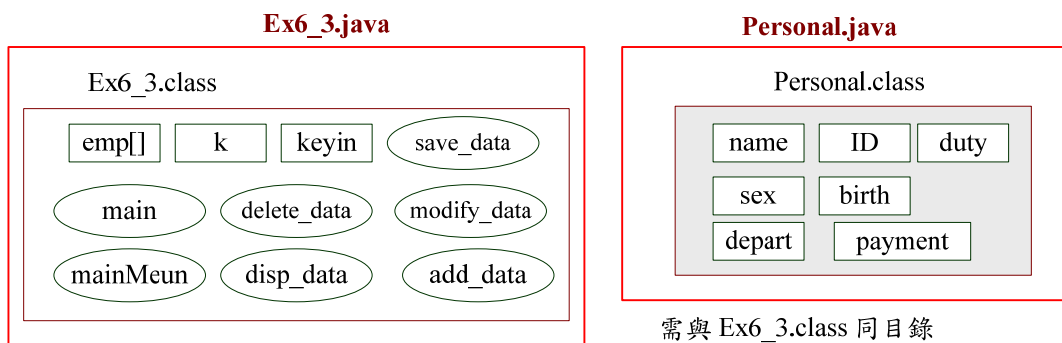 Ex6_3.java
Ex6_3.class
emp[] k keyin save_data
main delete_data modify_data
mainMeun disp_data add_data
Personal.java
Personal.class
name ID duty
sex birth
depart payment
需與 Ex6_3.class 同目錄